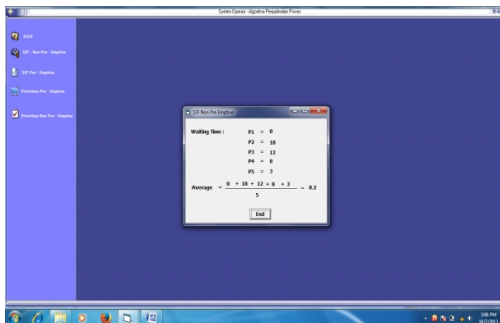 System Operasi - Algoritma Penjadwalan Proses
SJF - Non Pre - Emptive
SJF Pre - Emptive
Prioritas Pre - Emptive
Prioritas Non Pre - Emptive
SJF Non Pre Emptive
Waiting Time :
P1 = 0
P2 = 18
P3 = 12
P4 = 8
P5 = 3
Average = 0 + 18 + 12 + 8 + 3 = 8.2
5
End
3:08 PM